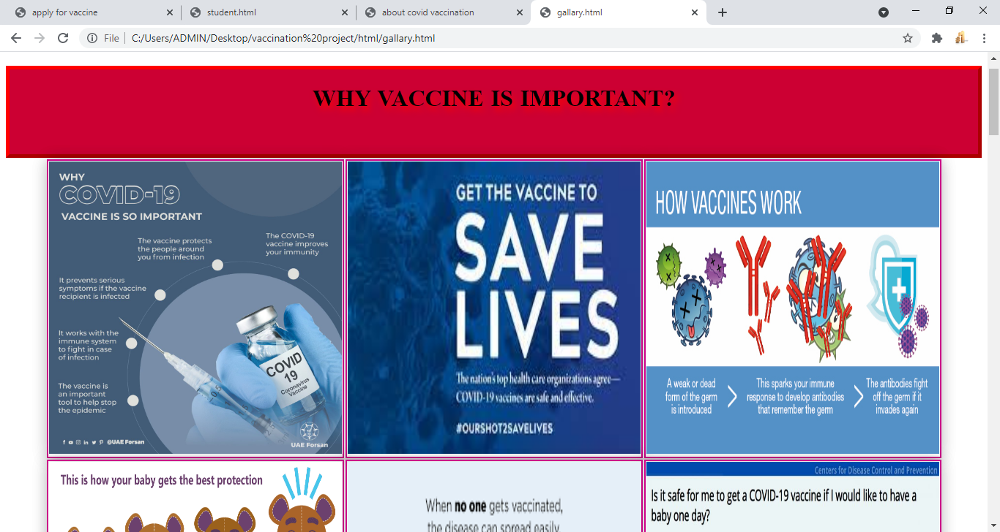 apply for vaccine
student.html
about covid vaccination
gallary.html
File
C:/Users/ADMIN/Desktop/vaccination%20project/html/gallary.html
WHY VACCINE IS IMPORTANT?
WHY
COVID-19
VACCINE IS SO IMPORTANT
The vaccine protects
the people around
you from infection
The COVID-19
vaccine improves
your immunity
It prevents serious
symptoms if the vaccine
recipient is infected
It works with the
immune system
to fight in case
of infection
The vaccine is
an important
tool to help stop
the epidemic
COVID
19
Coronavirus
Vaccine
@UAE Forsan
UAE Forsan
GET THE VACCINE TO
SAVE
LIVES
The nation's top health care organizations agree—
COVID-19 vaccines are safe and effective.
#OURSHOT2SAVELIVES
HOW VACCINES WORK
A weak or dead
form of the germ
is introduced
This sparks your immune
response to develop antibodies
that remember the germ
The antibodies fight
off the germ if it
invades again
This is how your baby gets the best protection
When no one gets vaccinated,
the disease can spread easily.
Centers for Disease Control and Prevention
Is it safe for me to get a COVID-19 vaccine if I would like to have a
baby one day?